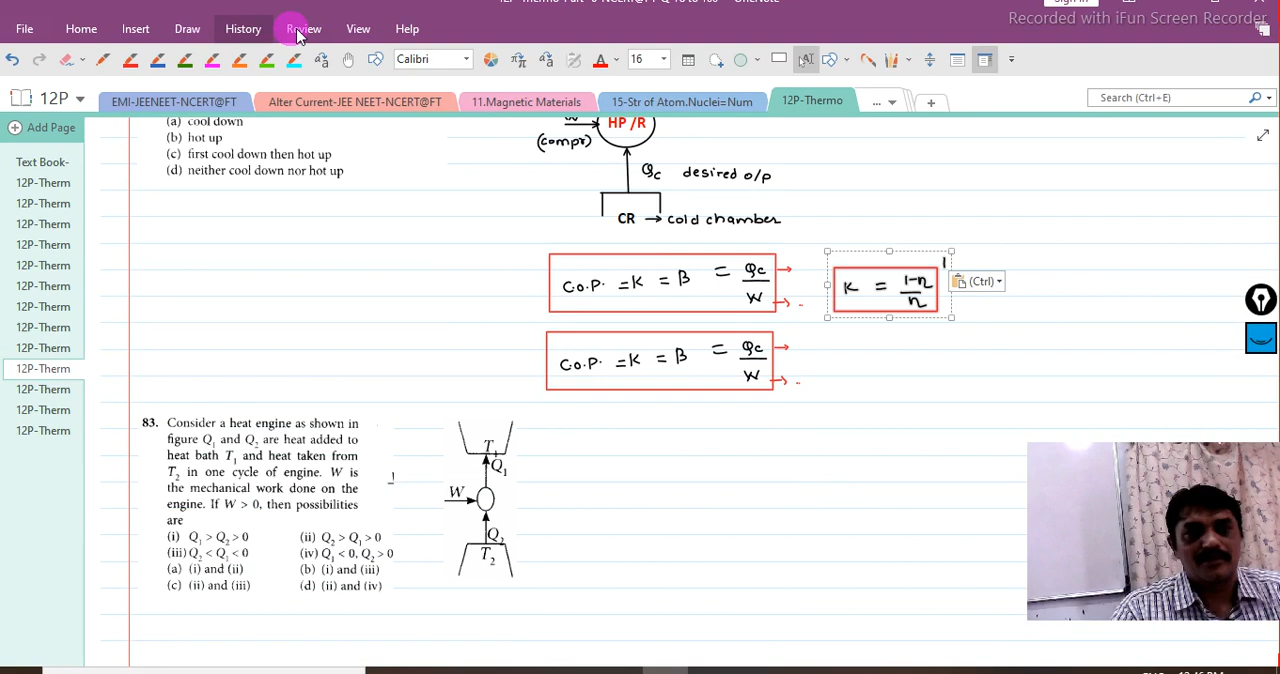 Recorded with iFun Screen Recorder
File Home Insert Draw History Review View Help
Calibri 16
12P EMI-JEENEET-NCERT@FT Alter Current-JEE NEET-NCERT@FT 11.Magnetic Materials 15-Str of Atom.Nuclei=Num 12P-Thermo ... Search (Ctrl+E)
Add Page
Text Book-
12P-Therm
12P-Therm
12P-Therm
12P-Therm
12P-Therm
12P-Therm
12P-Therm
12P-Therm
12P-Therm
12P-Therm
12P-Therm
12P-Therm
12P-Therm
(a) cool down
(b) hot up
(c) first cool down then hot up
(d) neither cool down nor hot up
HP /R
(compr)
Qc desired o/p
CR → cold chamber
C.O.P. = K = β = Qc/W
K = 1-η/η
(Ctrl)
C.O.P. = K = β = Qc/W
83. Consider a heat engine as shown in
figure Q1 and Q2 are heat added to
heat bath T1 and heat taken from
T2 in one cycle of engine. W is
the mechanical work done on the
engine. If W > 0, then possibilities
are
(i) Q1 > Q2 > 0 (ii) Q2 > Q1 > 0
(iii) Q2 < Q1 < 0 (iv) Q1 < 0, Q2 > 0
(a) (i) and (ii) (b) (i) and (iii)
(c) (ii) and (iii) (d) (ii) and (iv)
T1
Q1
W
Q2
T2